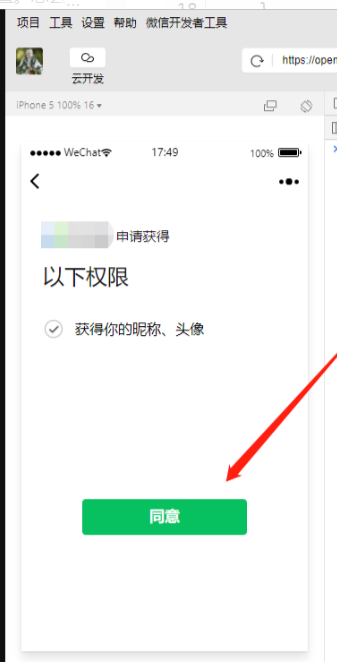 项目 工具 设置 帮助 微信开发者工具
云开发
https://open
iPhone 5 100% 16
WeChat 17:49 100%
申请获得
以下权限
获得你的昵称、头像
同意